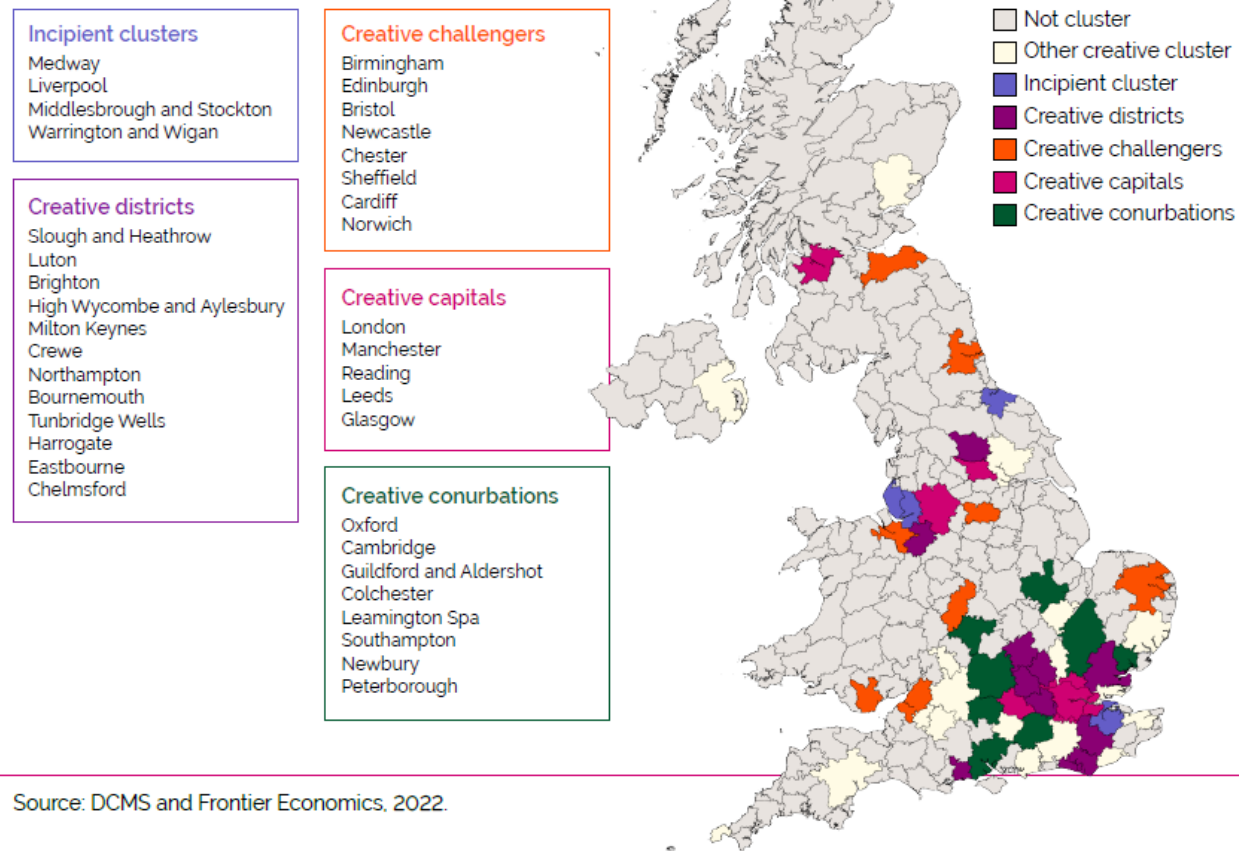 Incipient clusters
Medway
Liverpool
Middlesbrough and Stockton
Warrington and Wigan
Creative districts
Slough and Heathrow
Luton
Brighton
High Wycombe and Aylesbury
Milton Keynes
Crewe
Northampton
Bournemouth
Tunbridge Wells
Harrogate
Eastbourne
Chelmsford
Creative challengers
Birmingham
Edinburgh
Bristol
Newcastle
Chester
Sheffield
Cardiff
Norwich
Creative capitals
London
Manchester
Reading
Leeds
Glasgow
Creative conurbations
Oxford
Cambridge
Guildford and Aldershot
Colchester
Leamington Spa
Southampton
Newbury
Peterborough
Not cluster
Other creative cluster
Incipient cluster
Creative districts
Creative challengers
Creative capitals
Creative conurbations
Source: DCMS and Frontier Economics, 2022.